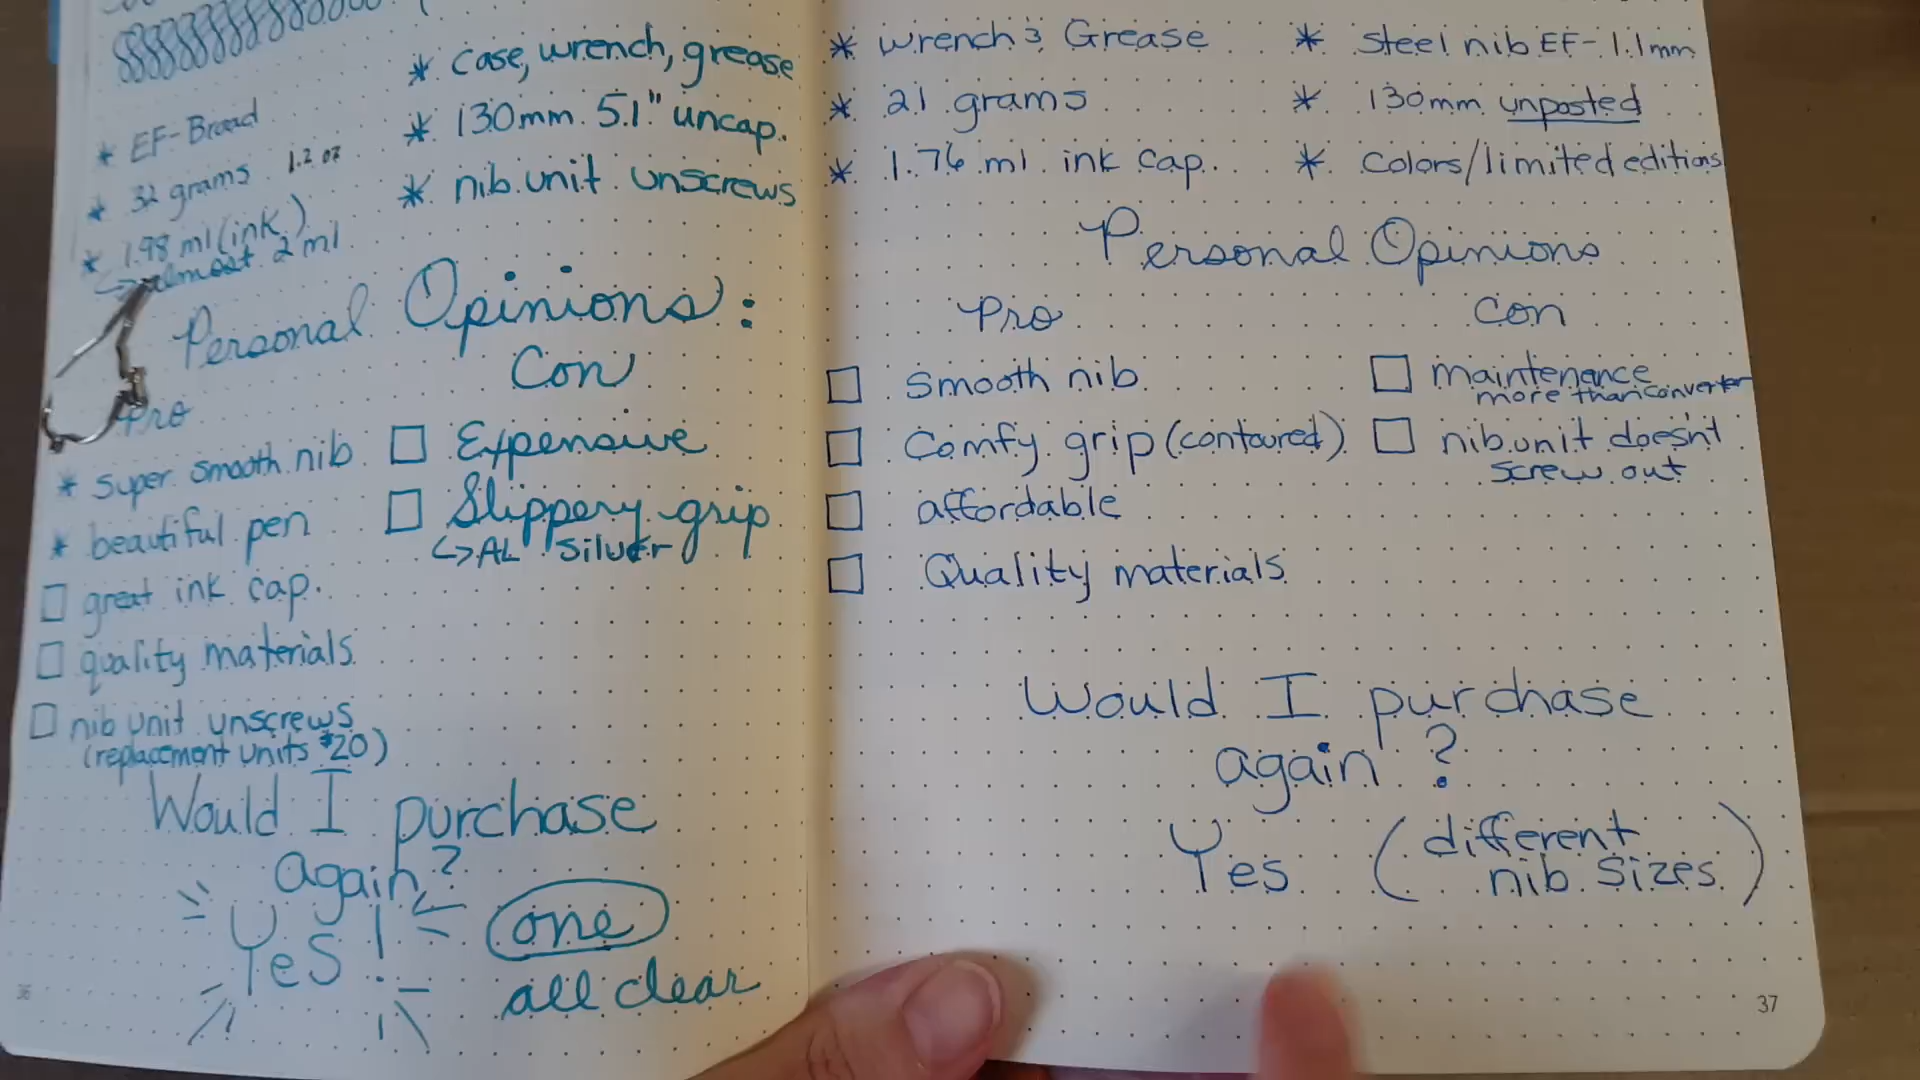 * EF-Broad
* 32 grams 1.2 oz
* 1.98 ml (ink)
↳ almost 2 ml
* case, wrench, grease
* 130mm 5.1" uncap.
* nib unit unscrews
Personal Opinions:
Pro
* super smooth nib
* beautiful pen
□ great ink cap.
□ quality materials
□ nib unit unscrews
(replacement units $20)
Con
□ Expensive
□ Slippery grip
↳ AL silver
Would I purchase
again?
Yes!
one
all clear
36
* Wrench & Grease
* 21 grams
* 1.76 ml ink cap.
* steel nib EF-1.1mm
* 130mm unposted
* colors/limited editions
Personal Opinions
Pro
□ smooth nib
□ Comfy grip (contoured)
□ affordable
□ Quality materials
Con
□ maintenance
more than converter
□ nib unit doesn't
screw out
Would I purchase
again?
Yes (different
nib sizes)
37